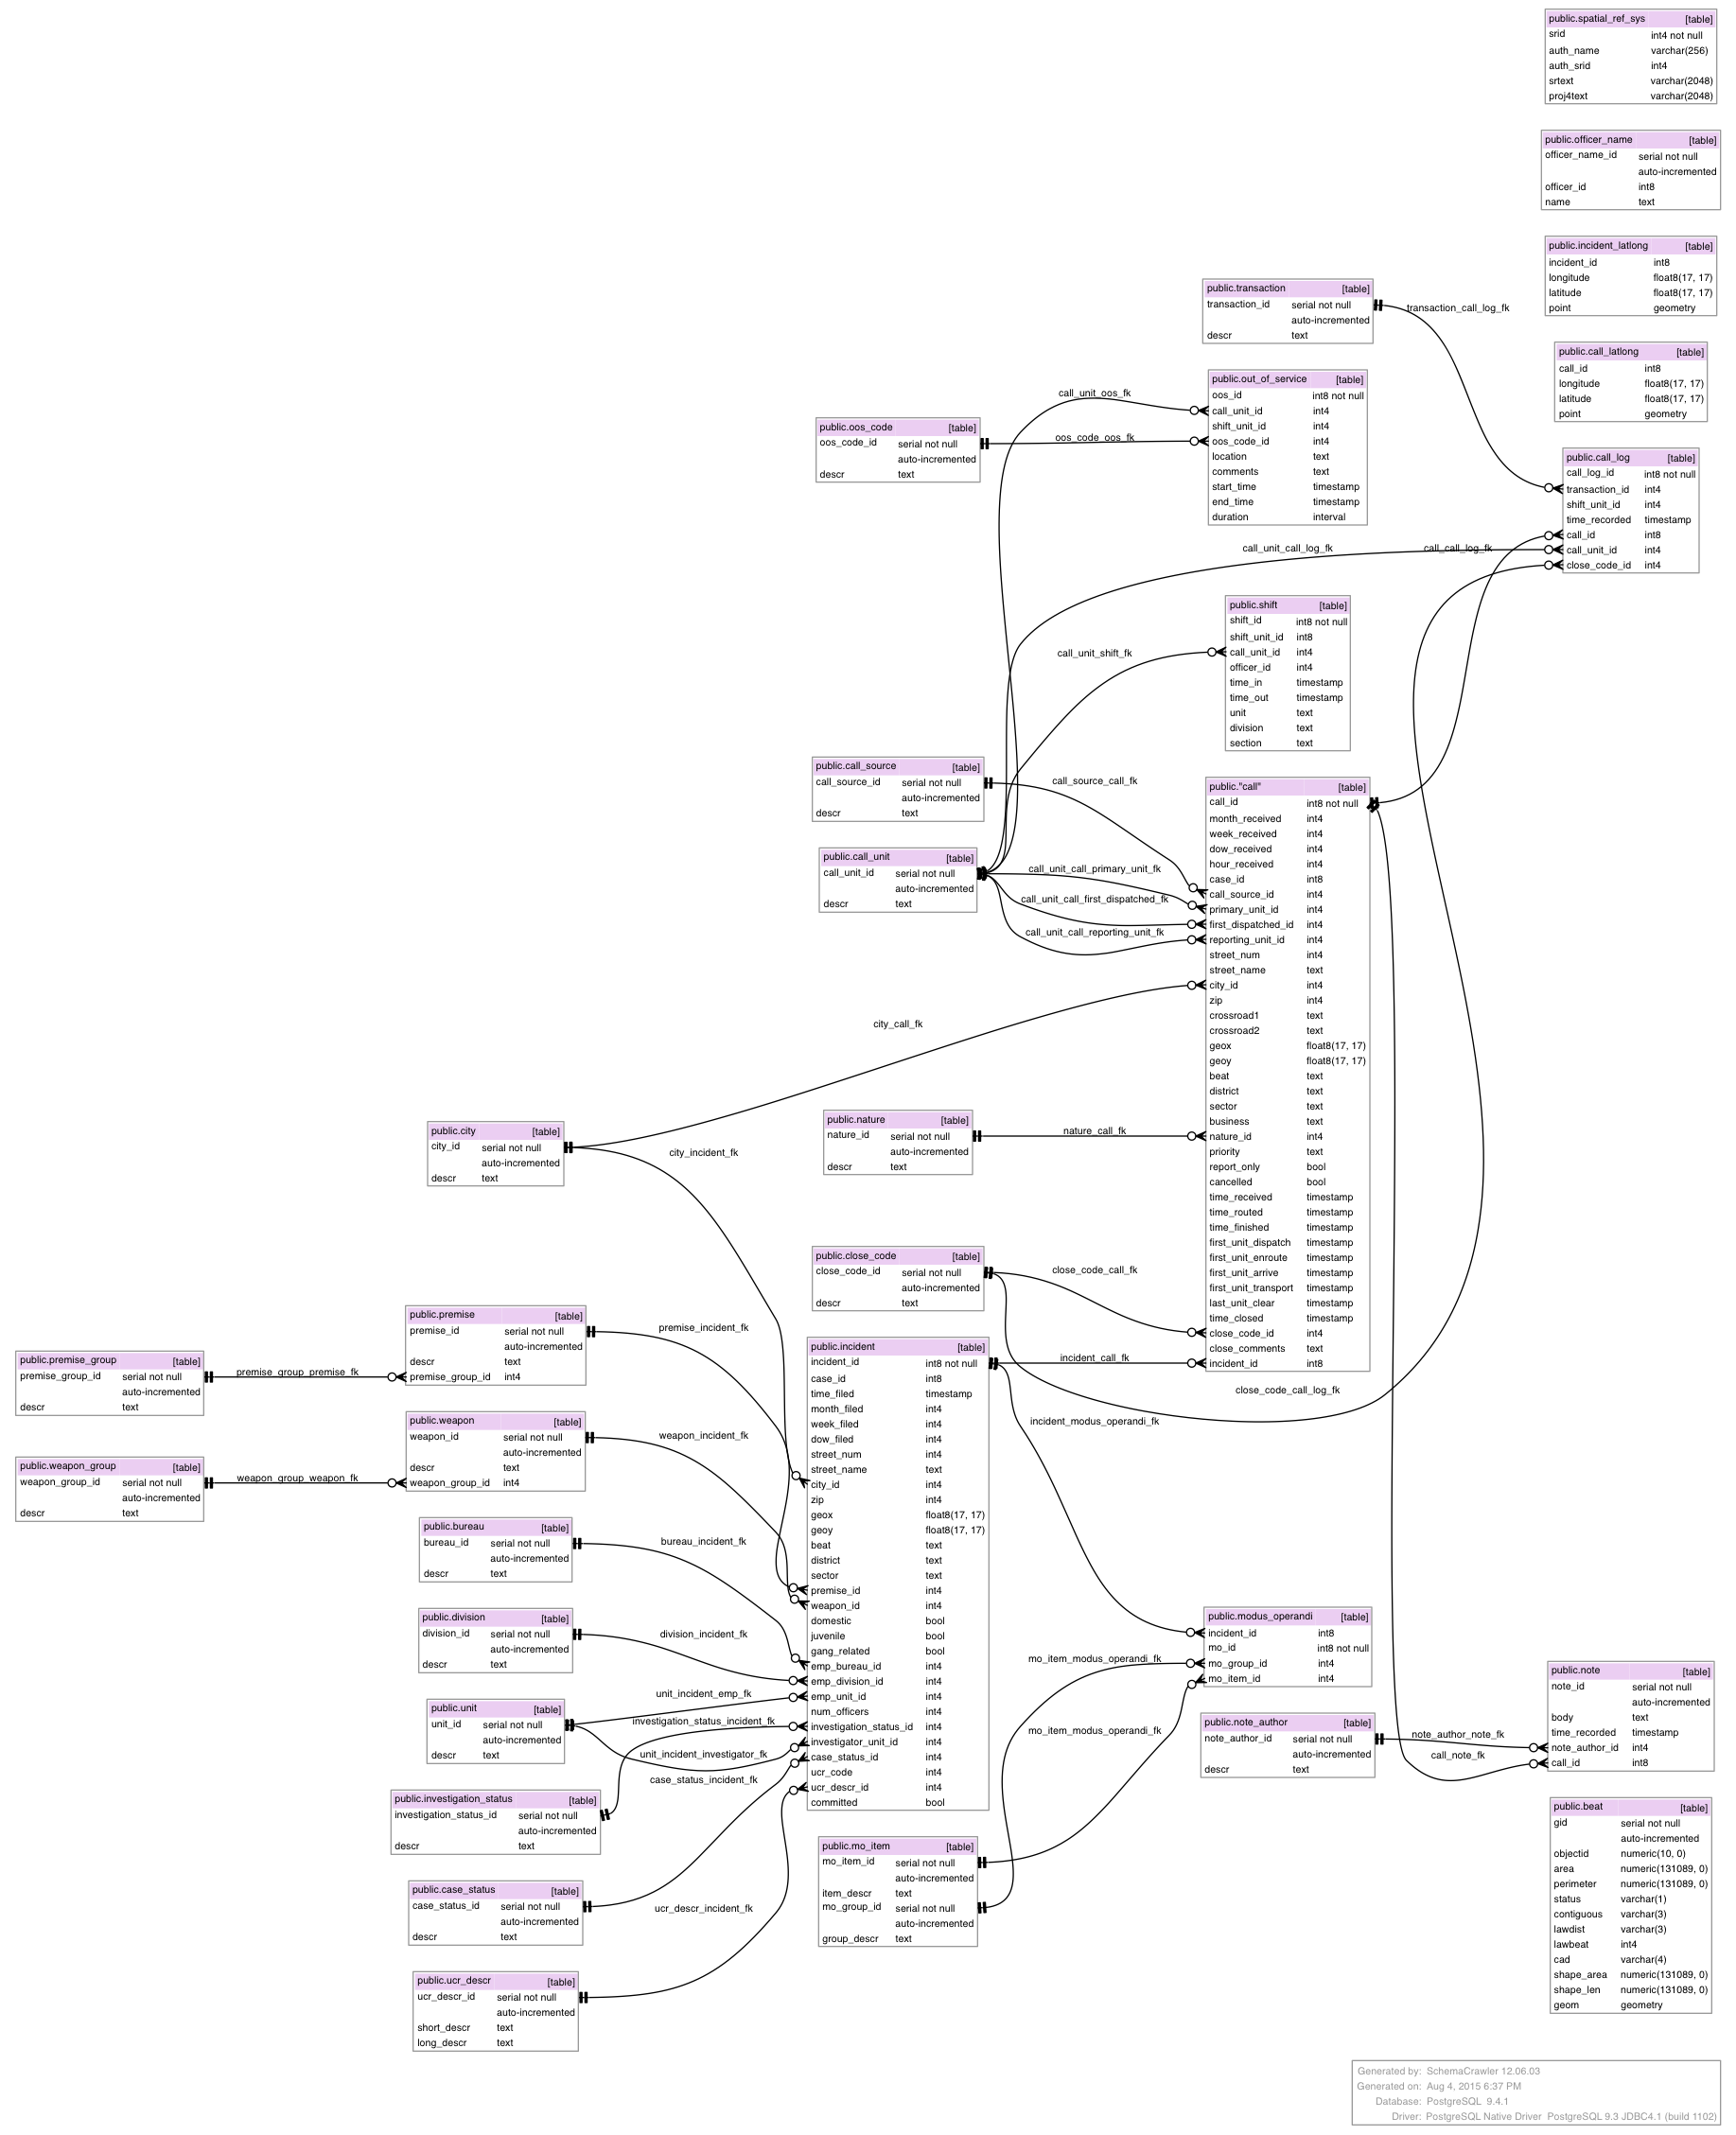 public.spatial_ref_sys [table]
srid int4 not null
auth_name varchar(256)
auth_srid int4
srtext varchar(2048)
proj4text varchar(2048)
public.officer_name [table]
officer_name_id serial not null
auto-incremented
officer_id int8
name text
public.incident_latlong [table]
incident_id int8
longitude float8(17, 17)
latitude float8(17, 17)
point geometry
public.transaction [table]
transaction_id serial not null
auto-incremented
descr text
transaction_call_log_fk
public.call_latlong [table]
call_id int8
longitude float8(17, 17)
latitude float8(17, 17)
point geometry
public.out_of_service [table]
oos_id int8 not null
call_unit_id int4
shift_unit_id int4
oos_code_id int4
location text
comments text
start_time timestamp
end_time timestamp
duration interval
call_unit_oos_fk
public.oos_code [table]
oos_code_id serial not null
auto-incremented
descr text
oos_code_oos_fk
public.call_log [table]
call_log_id int8 not null
transaction_id int4
shift_unit_id int4
time_recorded timestamp
call_id int8
call_unit_id int4
close_code_id int4
call_unit_call_log_fk
call_call_log_fk
public.shift [table]
shift_id int8 not null
shift_unit_id int8
call_unit_id int4
officer_id int4
time_in timestamp
time_out timestamp
unit text
division text
section text
call_unit_shift_fk
public.call_source [table]
call_source_id serial not null
auto-incremented
descr text
call_source_call_fk
public.call_unit [table]
call_unit_id serial not null
auto-incremented
descr text
call_unit_call_primary_unit_fk
call_unit_call_first_dispatched_fk
call_unit_call_reporting_unit_fk
public."call" [table]
call_id int8 not null
month_received int4
week_received int4
dow_received int4
hour_received int4
case_id int8
call_source_id int4
primary_unit_id int4
first_dispatched_id int4
reporting_unit_id int4
street_num int4
street_name text
city_id int4
zip int4
crossroad1 text
crossroad2 text
geox float8(17, 17)
geoy float8(17, 17)
beat text
district text
sector text
business text
nature_id int4
priority text
report_only bool
cancelled bool
time_received timestamp
time_routed timestamp
time_finished timestamp
first_unit_dispatch timestamp
first_unit_enroute timestamp
first_unit_arrive timestamp
first_unit_transport timestamp
last_unit_clear timestamp
time_closed timestamp
close_code_id int4
close_comments text
incident_id int8
city_call_fk
public.city [table]
city_id serial not null
auto-incremented
descr text
city_incident_fk
public.nature [table]
nature_id serial not null
auto-incremented
descr text
nature_call_fk
public.close_code [table]
close_code_id serial not null
auto-incremented
descr text
close_code_call_fk
incident_call_fk
close_code_call_log_fk
incident_modus_operandi_fk
public.premise [table]
premise_id serial not null
auto-incremented
descr text
premise_group_id int4
premise_incident_fk
public.premise_group [table]
premise_group_id serial not null
auto-incremented
descr text
premise_group_premise_fk
public.weapon [table]
weapon_id serial not null
auto-incremented
descr text
weapon_group_id int4
weapon_incident_fk
public.weapon_group [table]
weapon_group_id serial not null
auto-incremented
descr text
weapon_group_weapon_fk
public.incident [table]
incident_id int8 not null
case_id int8
time_filed timestamp
month_filed int4
week_filed int4
dow_filed int4
street_num int4
street_name text
city_id int4
zip int4
geox float8(17, 17)
geoy float8(17, 17)
beat text
district text
sector text
premise_id int4
weapon_id int4
domestic bool
juvenile bool
gang_related bool
emp_bureau_id int4
emp_division_id int4
emp_unit_id int4
num_officers int4
investigation_status_id int4
investigator_unit_id int4
case_status_id int4
ucr_code int4
ucr_descr_id int4
committed bool
public.bureau [table]
bureau_id serial not null
auto-incremented
descr text
bureau_incident_fk
public.division [table]
division_id serial not null
auto-incremented
descr text
division_incident_fk
public.unit [table]
unit_id serial not null
auto-incremented
descr text
unit_incident_emp_fk
investigation_status_incident_fk
unit_incident_investigator_fk
case_status_incident_fk
public.investigation_status [table]
investigation_status_id serial not null
auto-incremented
descr text
public.case_status [table]
case_status_id serial not null
auto-incremented
descr text
ucr_descr_incident_fk
public.ucr_descr [table]
ucr_descr_id serial not null
auto-incremented
short_descr text
long_descr text
public.modus_operandi [table]
incident_id int8
mo_id int8 not null
mo_group_id int4
mo_item_id int4
mo_item_modus_operandi_fk
mo_item_modus_operandi_fk
public.mo_item [table]
mo_item_id serial not null
auto-incremented
item_descr text
mo_group_id serial not null
auto-incremented
group_descr text
public.note_author [table]
note_author_id serial not null
auto-incremented
descr text
note_author_note_fk
call_note_fk
public.note [table]
note_id serial not null
auto-incremented
body text
time_recorded timestamp
note_author_id int4
call_id int8
public.beat [table]
gid serial not null
auto-incremented
objectid numeric(10, 0)
area numeric(131089, 0)
perimeter numeric(131089, 0)
status varchar(1)
contiguous varchar(3)
lawdist varchar(3)
lawbeat int4
cad varchar(4)
shape_area numeric(131089, 0)
shape_len numeric(131089, 0)
geom geometry
Generated by: SchemaCrawler 12.06.03
Generated on: Aug 4, 2015 6:37 PM
Database: PostgreSQL 9.4.1
Driver: PostgreSQL Native Driver PostgreSQL 9.3 JDBC4.1 (build 1102)